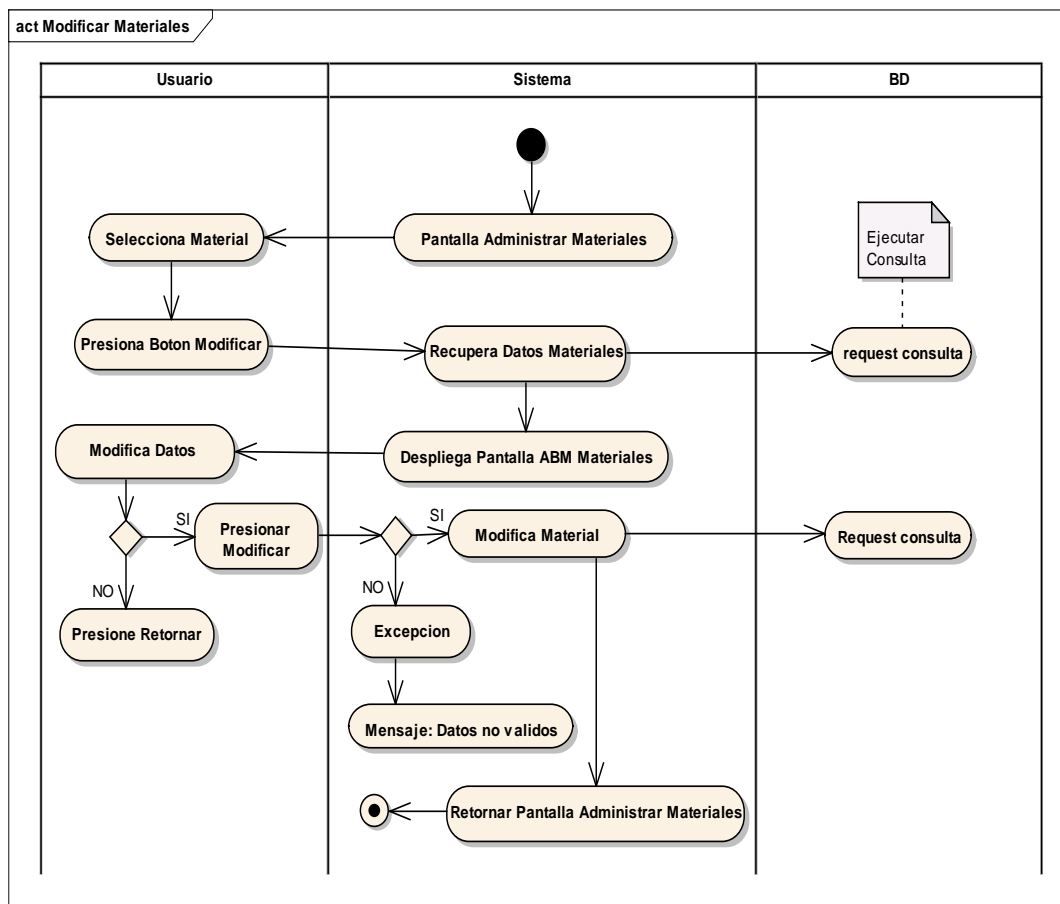 act Modificar Materiales
Usuario
Sistema
BD
Selecciona Material
Pantalla Administrar Materiales
Ejecutar
Consulta
Presiona Boton Modificar
Recupera Datos Materiales
request consulta
Modifica Datos
Despliega Pantalla ABM Materiales
SI
Presionar
Modificar
SI
Modifica Material
Request consulta
NO
Presione Retornar
NO
Excepcion
Mensaje: Datos no validos
Retornar Pantalla Administrar Materiales